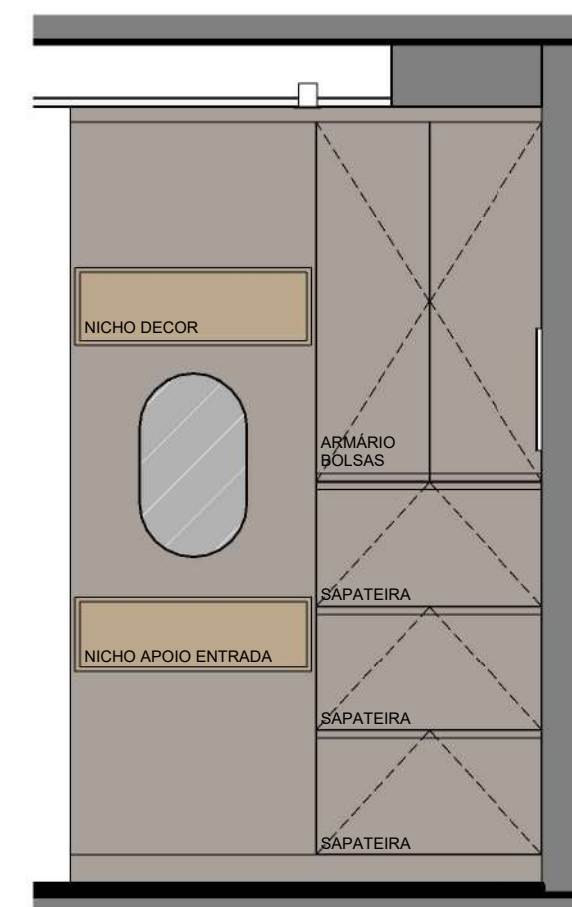 NICHO DECOR
ARMÁRIO
BOLSAS
SAPATEIRA
NICHO APOIO ENTRADA
SAPATEIRA
SAPATEIRA